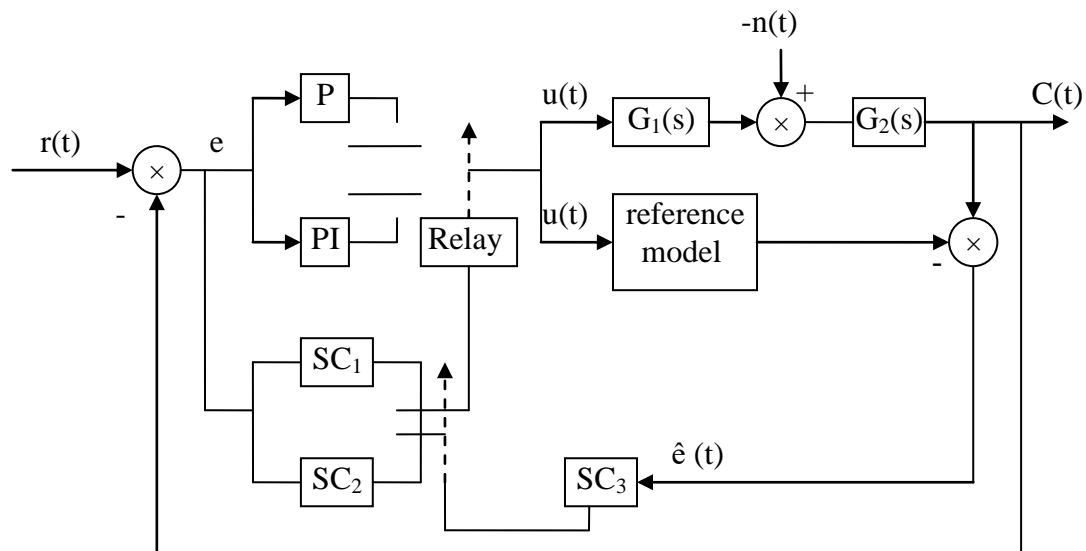 -n(t)
P
u(t)
G₁(s)
+
×
G₂(s)
C(t)
r(t)
×
e
-
PI
Relay
u(t)
reference
model
-
×
SC₁
SC₂
SC₃
ê (t)